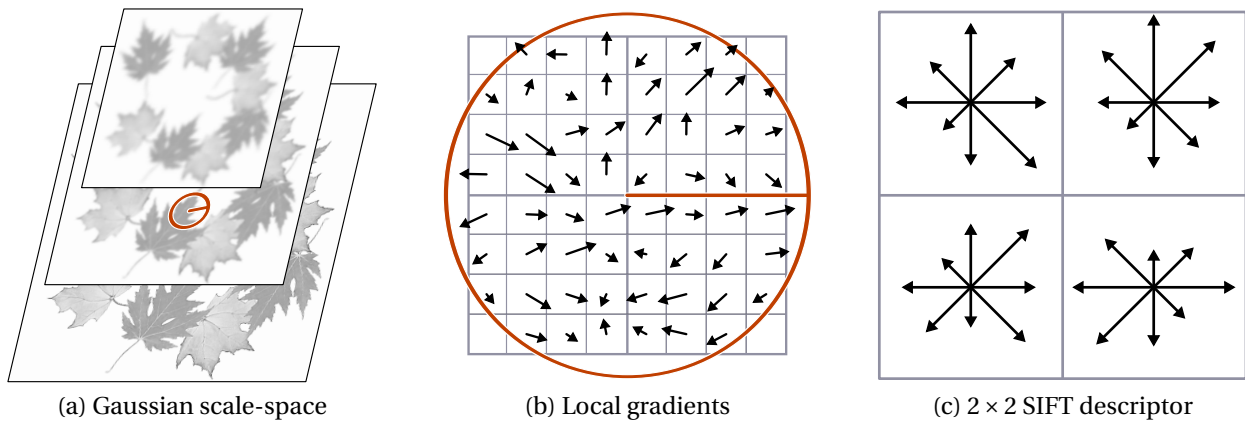 (a) Gaussian scale-space
(b) Local gradients
(c) 2 × 2 SIFT descriptor